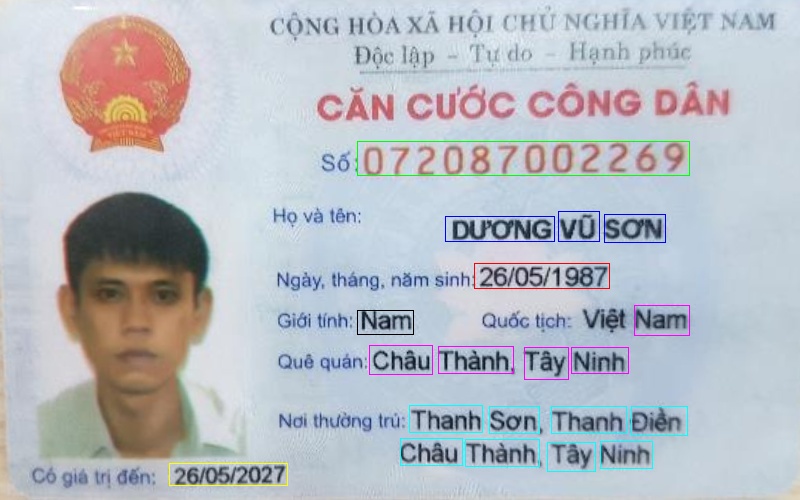 CỘNG HÒA XÃ HỘI CHỦ NGHĨA VIỆT NAM
Độc lập - Tự do - Hạnh phúc
CĂN CƯỚC CÔNG DÂN
Số: 072087002269
Họ và tên: DƯƠNG VŨ SƠN
Ngày, tháng, năm sinh: 26/05/1987
Giới tính: Nam Quốc tịch: Việt Nam
Quê quán: Châu Thành, Tây Ninh
Nơi thường trú: Thanh Sơn, Thanh Điền
Châu Thành, Tây Ninh
Có giá trị đến: 26/05/2027